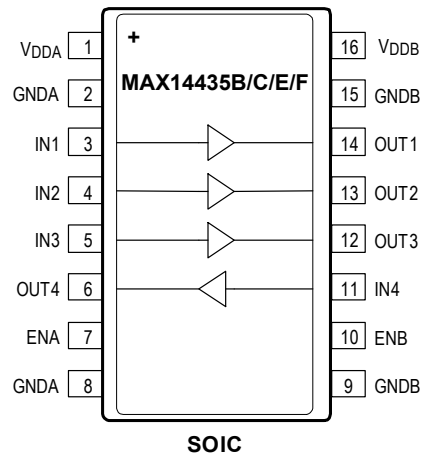 +
MAX14435B/C/E/F
VDDA 1 16 VDDB
GNDA 2 15 GNDB
IN1 3 14 OUT1
IN2 4 13 OUT2
IN3 5 12 OUT3
OUT4 6 11 IN4
ENA 7 10 ENB
GNDA 8 9 GNDB
SOIC